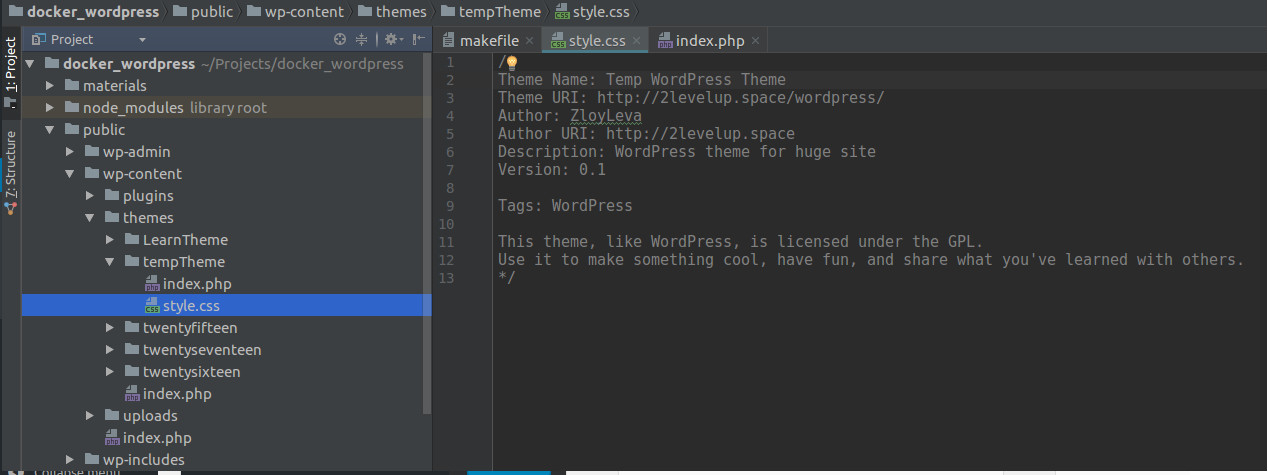 docker_wordpress public wp-content themes tempTheme style.css
Project
makefile style.css index.php
1: Project
7: Structure
docker_wordpress ~/Projects/docker_wordpress
materials
node_modules library root
public
wp-admin
wp-content
plugins
themes
LearnTheme
tempTheme
index.php
style.css
twentyfifteen
twentyseventeen
twentysixteen
index.php
uploads
index.php
wp-includes
Collapse menu
1 /
2 Theme Name: Temp WordPress Theme
3 Theme URI: http://2levelup.space/wordpress/
4 Author: ZloyLeva
5 Author URI: http://2levelup.space
6 Description: WordPress theme for huge site
7 Version: 0.1
8
9 Tags: WordPress
10
11 This theme, like WordPress, is licensed under the GPL.
12 Use it to make something cool, have fun, and share what you've learned with others.
13 */